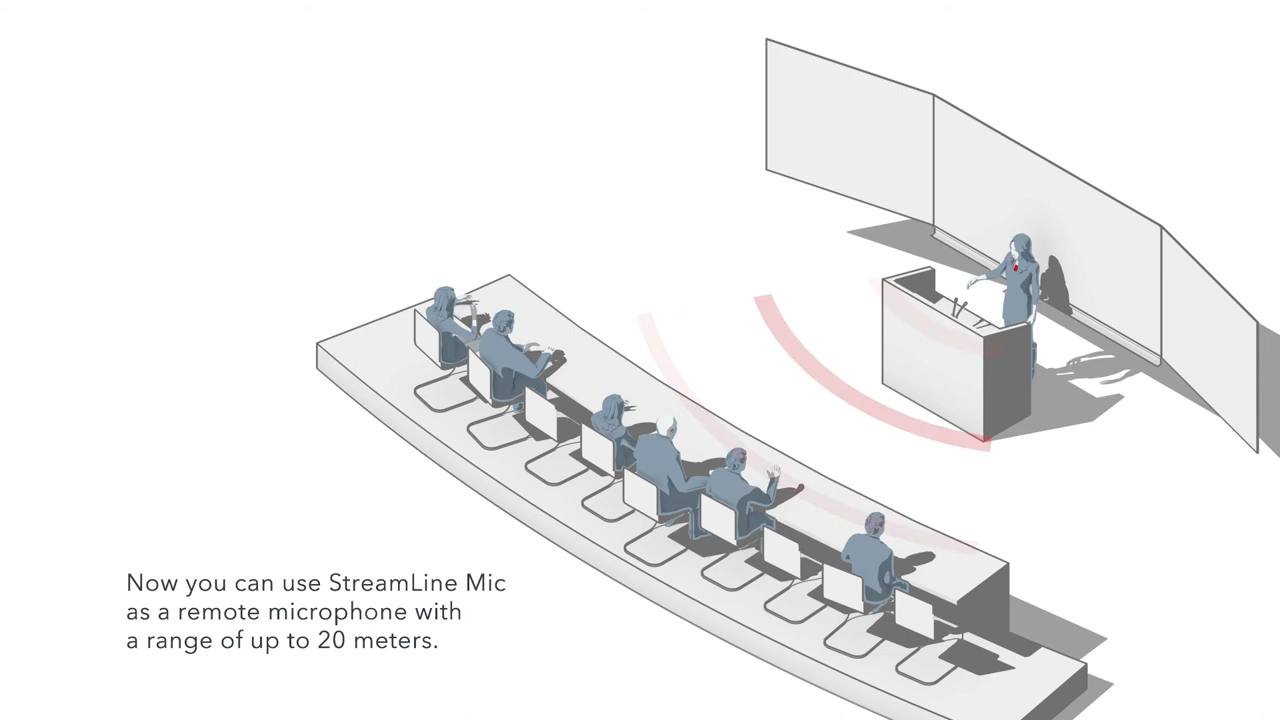 Now you can use StreamLine Mic
as a remote microphone with
a range of up to 20 meters.